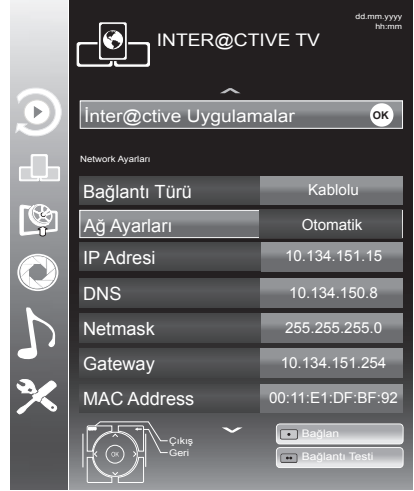 INTER@CTIVE TV
dd.mm.yyyy
hh:mm
İnter@ctive Uygulamalar OK
Network Ayarları
Bağlantı Türü Kablolu
Ağ Ayarları Otomatik
IP Adresi 10.134.151.15
DNS 10.134.150.8
Netmask 255.255.255.0
Gateway 10.134.151.254
MAC Address 00:11:E1:DF:BF:92
OK
Çıkış
Geri
Bağlan
Bağlantı Testi